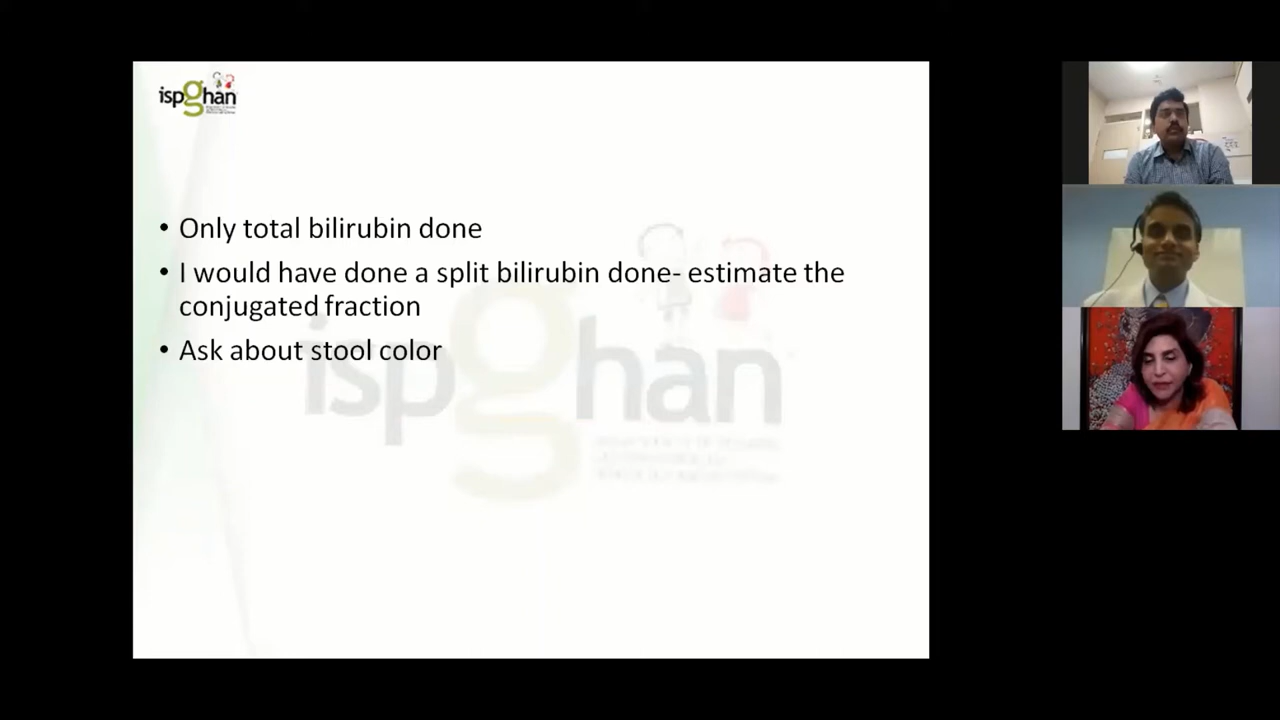 ispghan
• Only total bilirubin done
• I would have done a split bilirubin done- estimate the
conjugated fraction
• Ask about stool color
ispghan